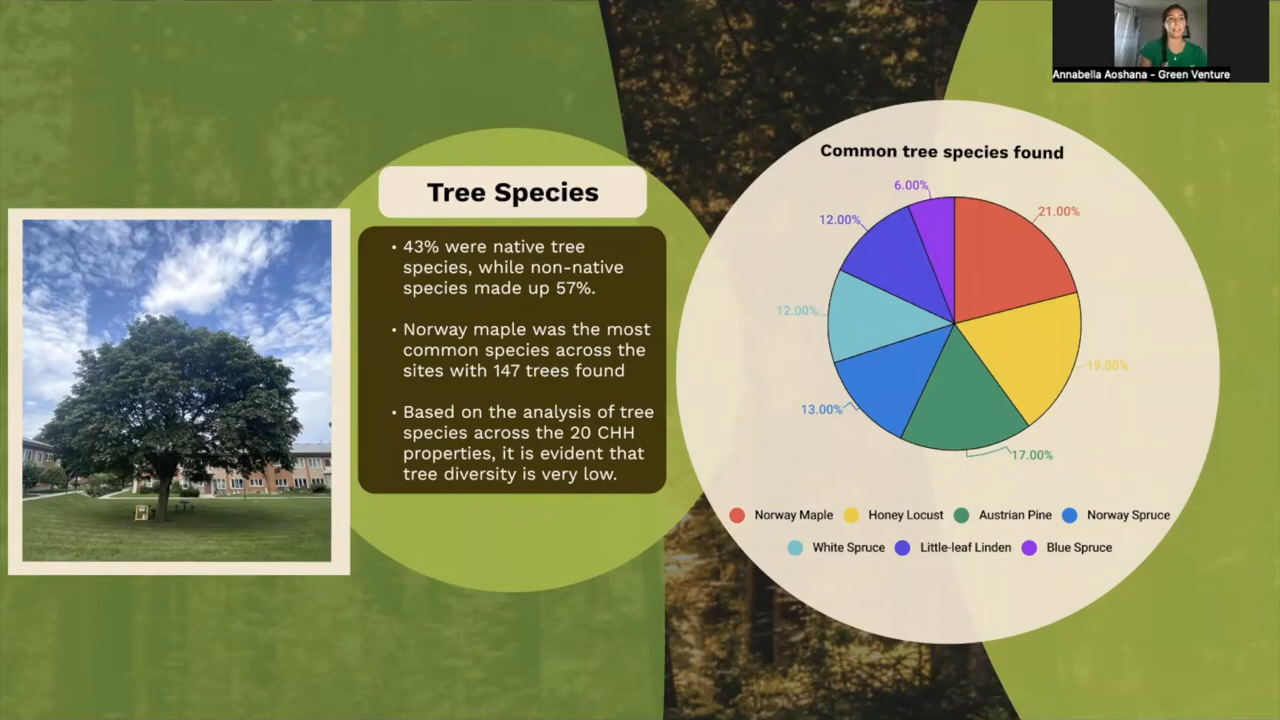 Annabella Aoshana - Green Venture
Tree Species
• 43% were native tree
species, while non-native
species made up 57%.
• Norway maple was the most
common species across the
sites with 147 trees found
• Based on the analysis of tree
species across the 20 CHH
properties, it is evident that
tree diversity is very low.
Common tree species found
6.00%
21.00%
12.00%
12.00%
19.00%
13.00%
17.00%
Norway Maple Honey Locust Austrian Pine Norway Spruce
White Spruce Little-leaf Linden Blue Spruce